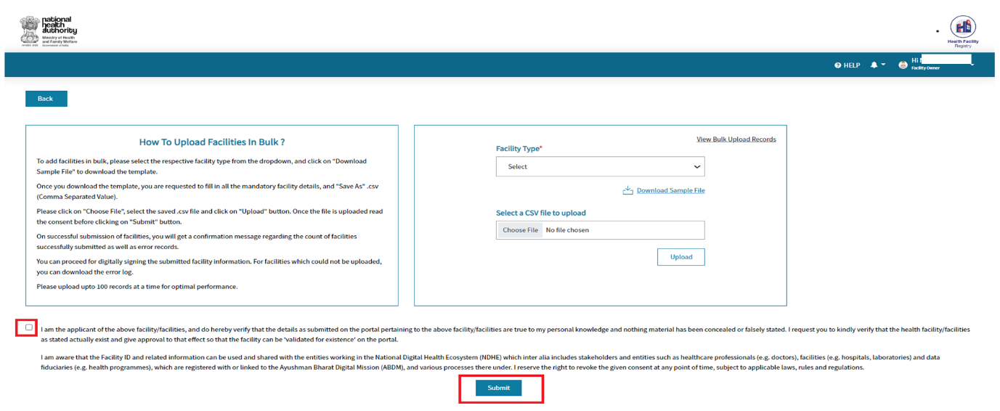 national
health
authority
Ministry of Health
and Family Welfare
Government of India
Health Facility
Registry
HELP
Hi
Facility Owner
Back
How To Upload Facilities In Bulk ?
To add facilities in bulk, please select the respective facility type from the dropdown, and click on "Download
Sample File" to download the template.
Once you download the template, you are requested to fill in all the mandatory facility details, and "Save As" .csv
(Comma Separated Value).
Please click on "Choose File", select the saved .csv file and click on "Upload" button. Once the file is uploaded read
the consent before clicking on "Submit" button.
On successful submission of facilities, you will get a confirmation message regarding the count of facilities
successfully submitted as well as error records.
You can proceed for digitally signing the submitted facility information. For facilities which could not be uploaded,
you can download the error log.
Please upload upto 100 records at a time for optimal performance.
View Bulk Upload Records
Facility Type*
Select
Download Sample File
Select a CSV file to upload
Choose File No file chosen
Upload
I am the applicant of the above facility/facilities, and do hereby verify that the details as submitted on the portal pertaining to the above facility/facilities are true to my personal knowledge and nothing material has been concealed or falsely stated. I request you to kindly verify that the health facility/facilities
as stated actually exist and give approval to that effect so that the facility can be 'validated for existence' on the portal.
I am aware that the Facility ID and related information can be used and shared with the entities working in the National Digital Health Ecosystem (NDHE) which inter alia includes stakeholders and entities such as healthcare professionals (e.g. doctors), facilities (e.g. hospitals, laboratories) and data
fiduciaries (e.g. health programmes), which are registered with or linked to the Ayushman Bharat Digital Mission (ABDM), and various processes there under. I reserve the right to revoke the given consent at any point of time, subject to applicable laws, rules and regulations.
Submit